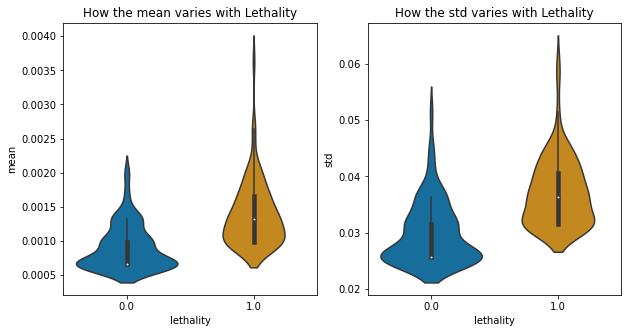 How the mean varies with Lethality
How the std varies with Lethality
0.0040
0.0035
0.0030
0.0025
0.0020
0.0015
0.0010
0.0005
mean
0.0
1.0
lethality
0.06
0.05
0.04
0.03
0.02
std
0.0
1.0
lethality